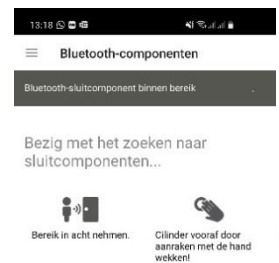 13:18
Bluetooth-componenten
Bluetooth-sluitcomponent binnen bereik
Bezig met het zoeken naar
sluitcomponenten...
Bereik in acht nehmen.
Cilinder vooraf door
aanraken met de hand
wekken!